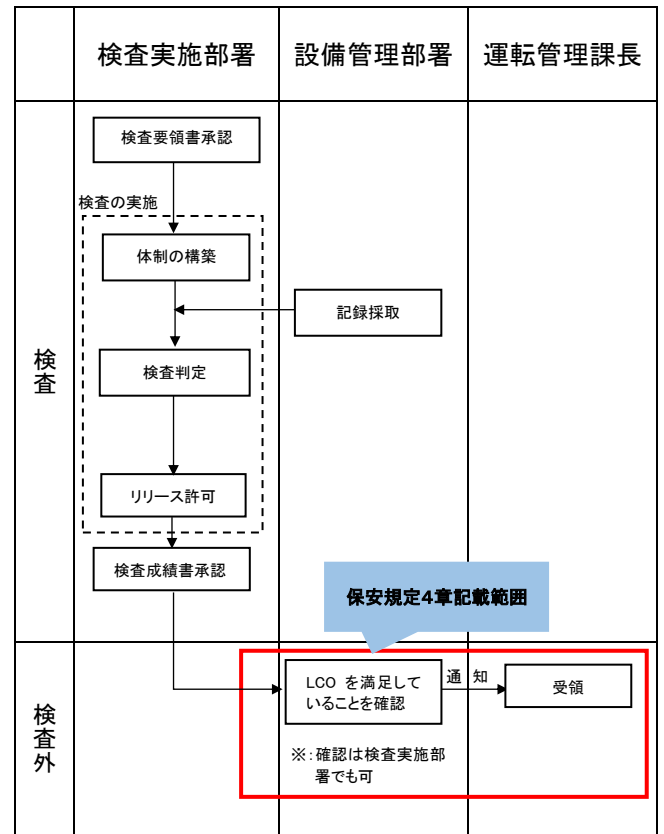 検査実施部署
設備管理部署
運転管理課長
検査
検査要領書承認
検査の実施
体制の構築
記録採取
検査判定
リリース許可
検査成績書承認
保安規定4章記載範囲
検査外
LCO を満足して
いることを確認
通 知
受領
※:確認は検査実施部
署でも可